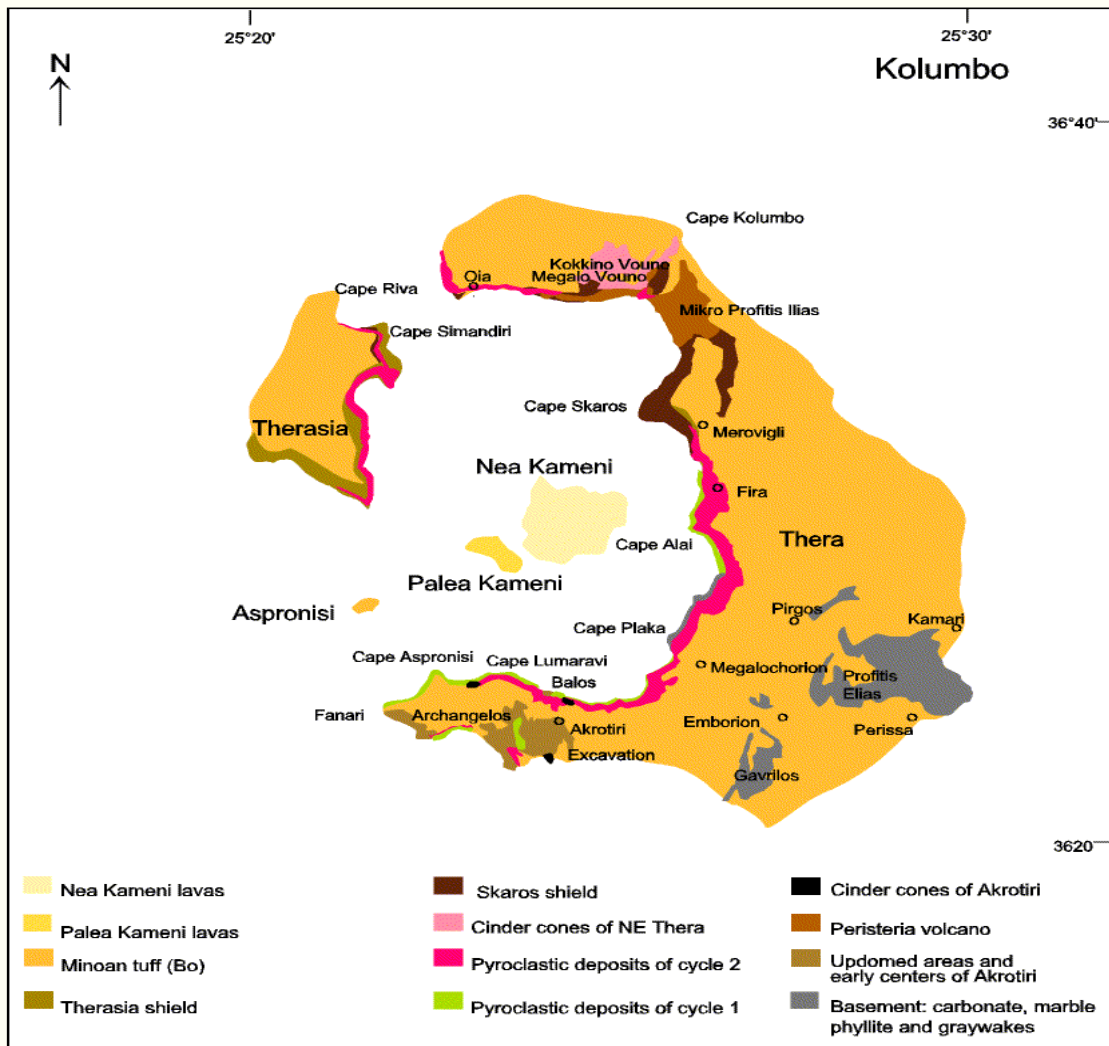 25°20'
25°30'
N
Kolumbo
36°40'
Cape Kolumbo
Kokkino Vouno
Megalo Vouno
Oia
Cape Riva
Mikro Profitis Ilias
Cape Simandiri
Cape Skaros
Merovigli
Therasia
Nea Kameni
Fira
Cape Alai
Thera
Palea Kameni
Aspronisi
Pirgos
Kamari
Cape Plaka
Cape Aspronisi
Cape Lumaravi
Megalochorion
Balos
Profitis
Elias
Fanari
Archangelos
Akrotiri
Emborion
Perissa
Excavation
Gavrilos
3620
Nea Kameni lavas
Palea Kameni lavas
Minoan tuff (Bo)
Therasia shield
Skaros shield
Cinder cones of NE Thera
Pyroclastic deposits of cycle 2
Pyroclastic deposits of cycle 1
Cinder cones of Akrotiri
Peristeria volcano
Updomed areas and
early centers of Akrotiri
Basement: carbonate, marble
phyllite and graywakes